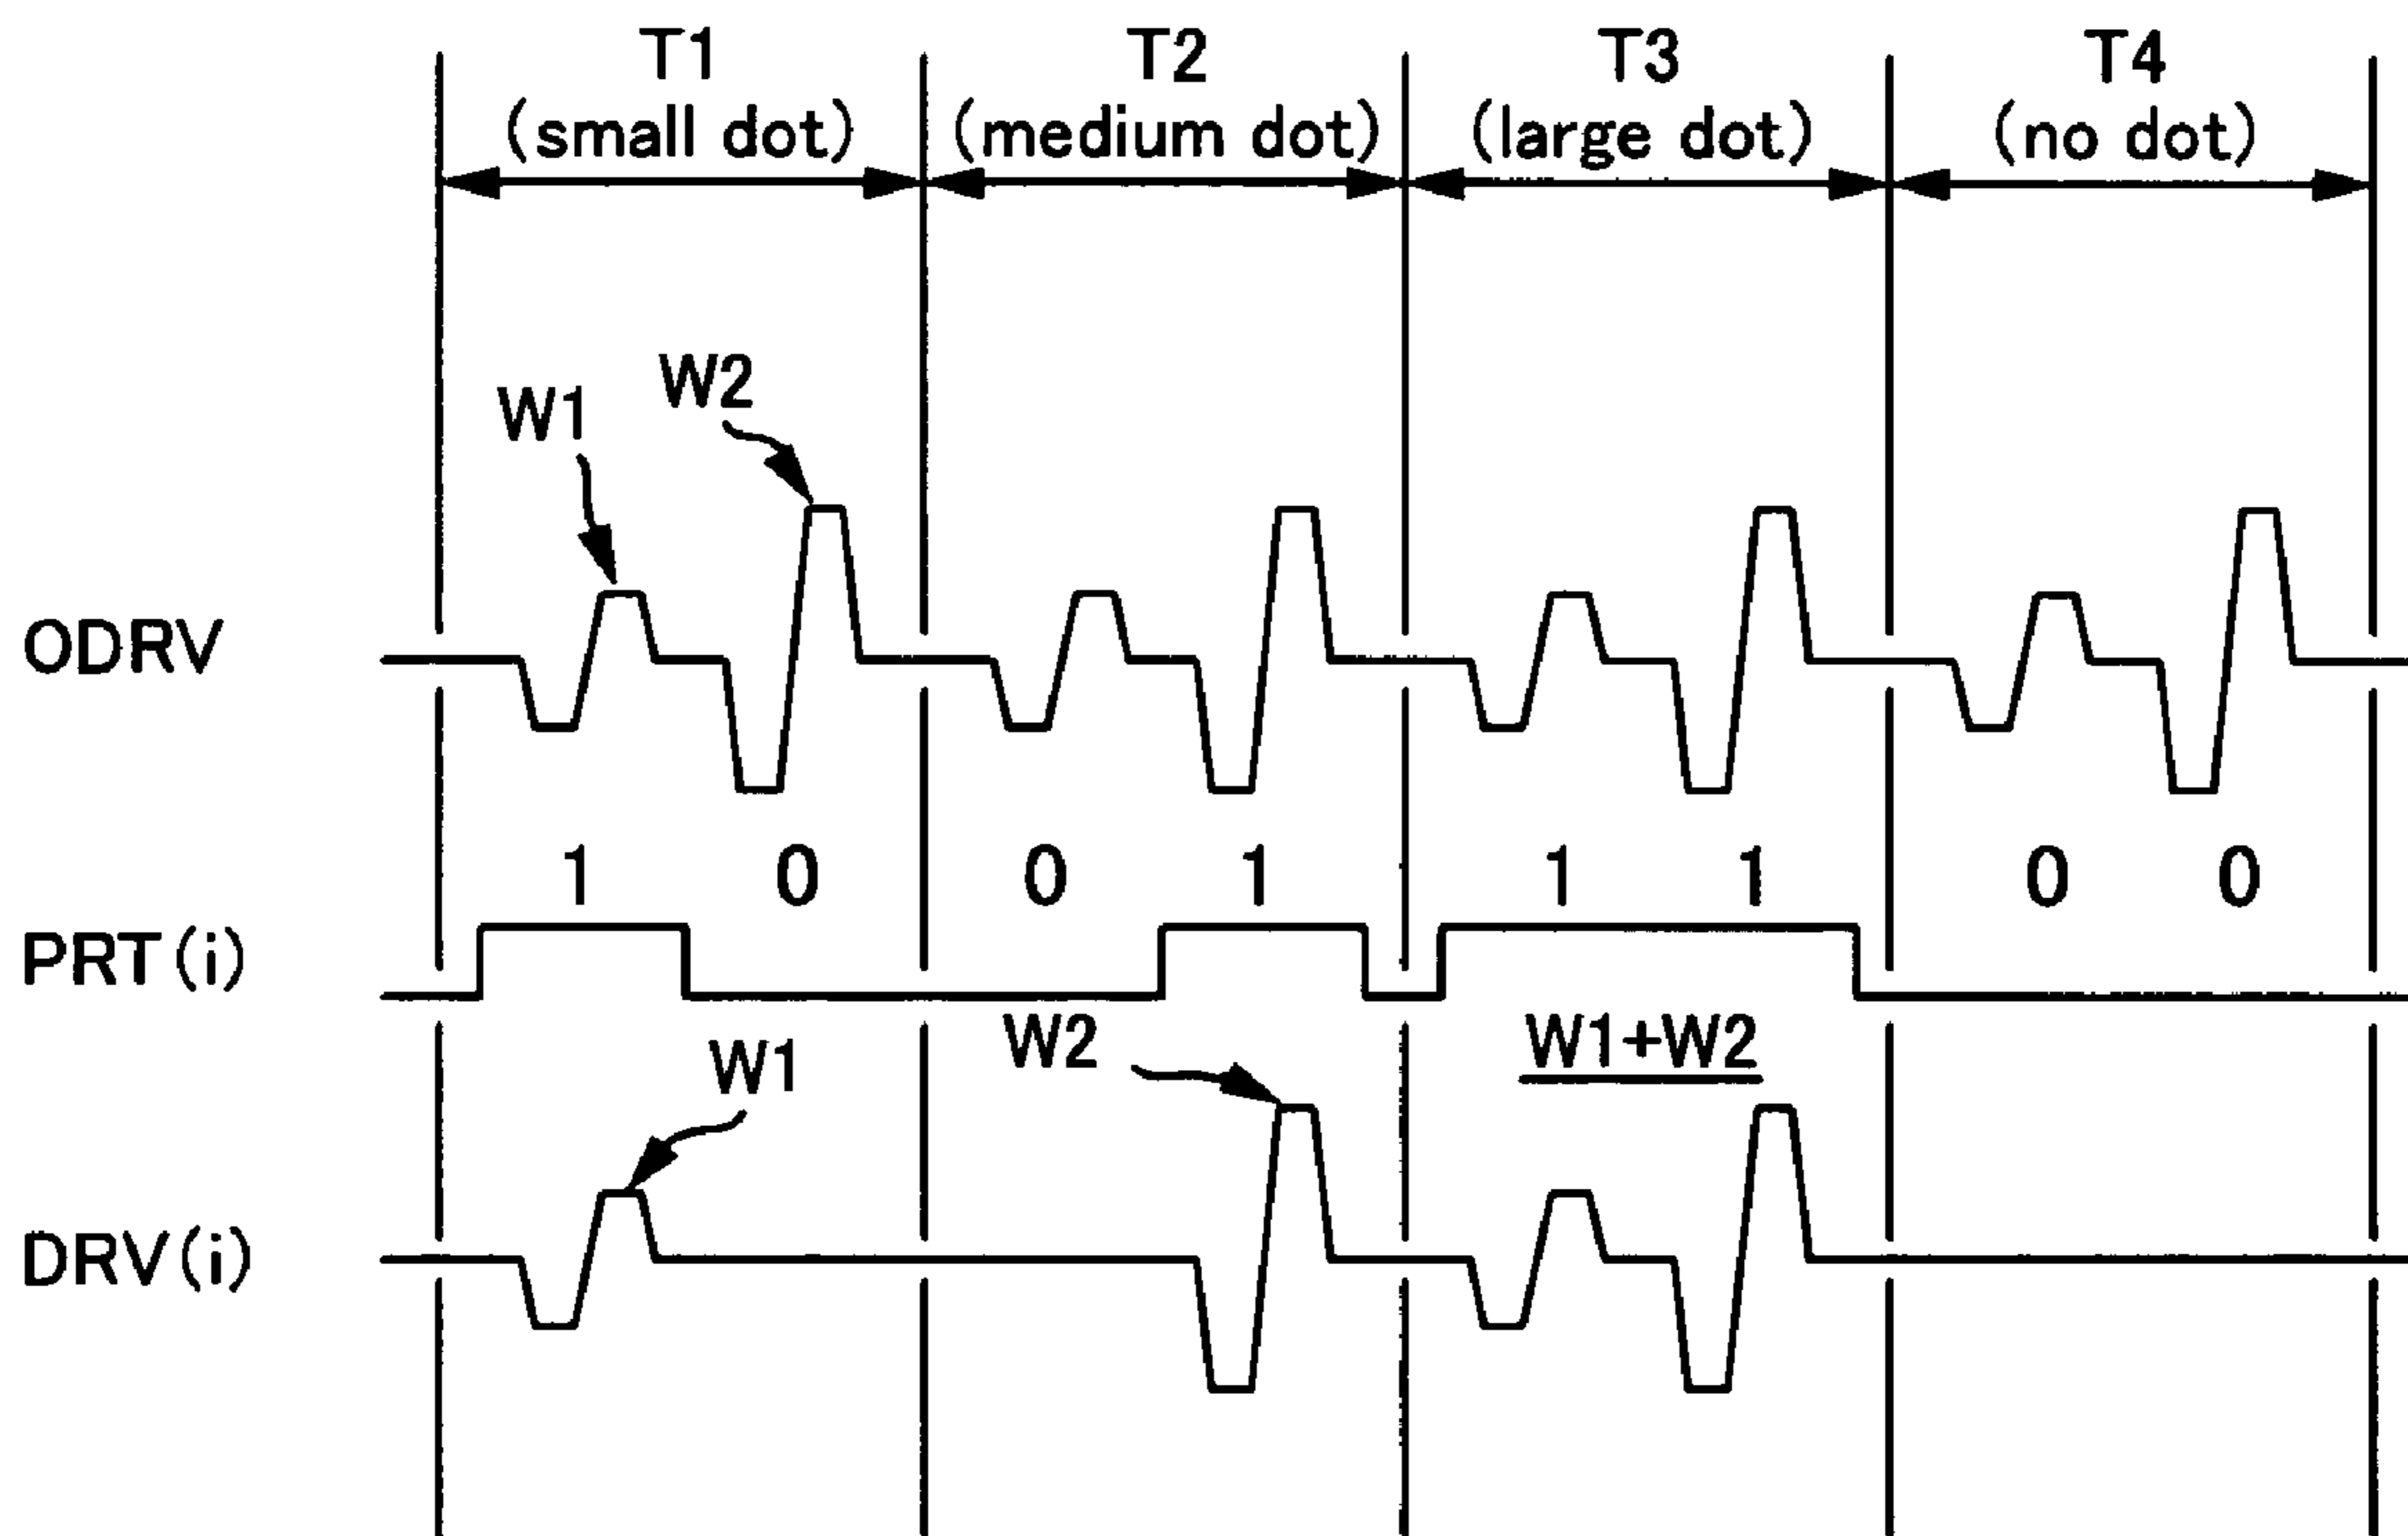 T1 T2 T3 T4
(small dot) (medium dot) (large dot) (no dot)
W1 W2
ODRV
1 0 0 1 1 1 0 0
PRT(i)
W1 W2 W1+W2
DRV(i)